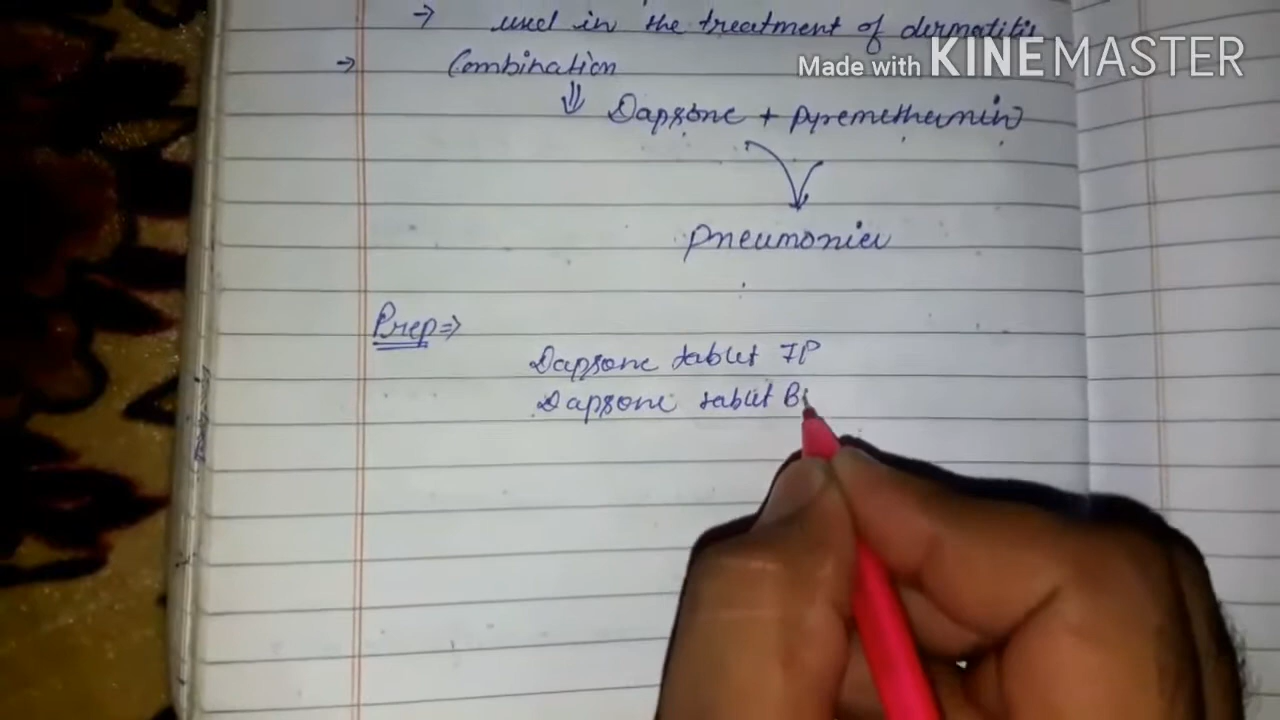 → used in the treatment of dermatitis
Made with KINEMASTER
→ Combination
⇓ Dapsone + Pyremethamin
Pneumonia
Prep ⇒
Dapsone tablet IP
Dapsone tablet B